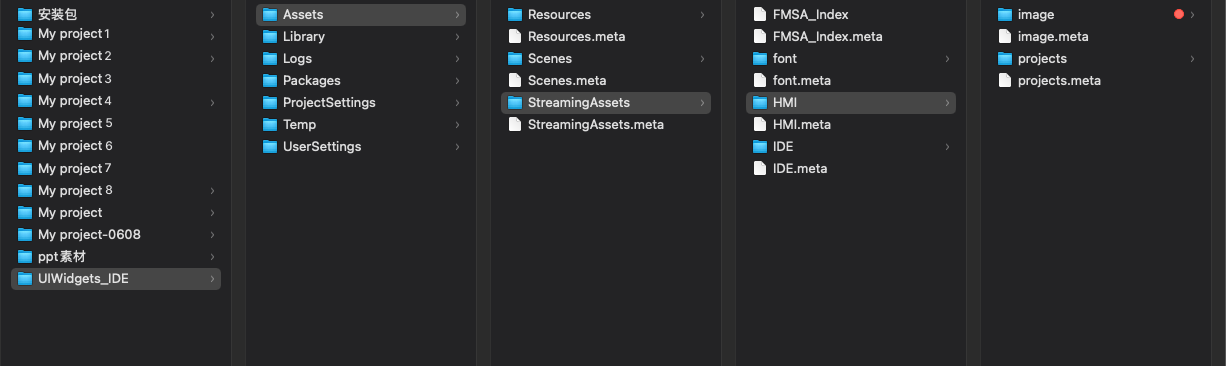 安装包
My project 1
My project 2
My project 3
My project 4
My project 5
My project 6
My project 7
My project 8
My project
My project-0608
ppt素材
UIWidgets_IDE
Assets
Library
Logs
Packages
ProjectSettings
Temp
UserSettings
Resources
Resources.meta
Scenes
Scenes.meta
StreamingAssets
StreamingAssets.meta
FMSA_Index
FMSA_Index.meta
font
font.meta
HMI
HMI.meta
IDE
IDE.meta
image
image.meta
projects
projects.meta